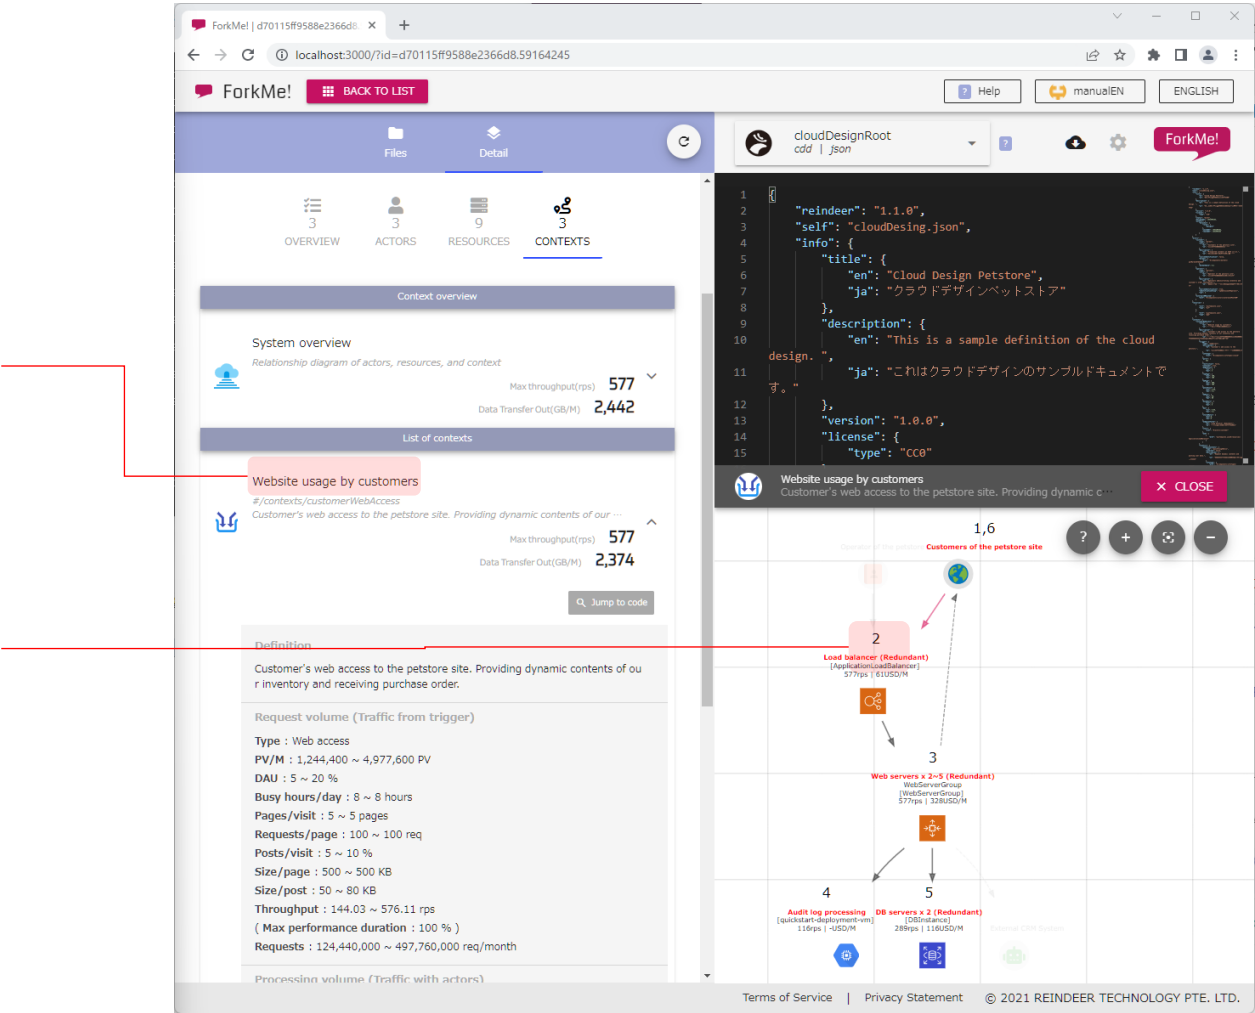 ForkMe! | d70115ff9588e2366d8.
localhost:3000/?id=d70115ff9588e2366d8.59164245
ForkMe!
BACK TO LIST
? Help
manualEN
ENGLISH
Files
Detail
cloudDesignRoot
cdd | json
?
ForkMe!
3
OVERVIEW
3
ACTORS
9
RESOURCES
3
CONTEXTS
Context overview
System overview
Relationship diagram of actors, resources, and context
Max throughput(rps) 577
Data Transfer Out(GB/M) 2,442
List of contexts
Website usage by customers
#/contexts/customerWebAccess
Customer's web access to the petstore site. Providing dynamic contents of our ···
Max throughput(rps) 577
Data Transfer Out(GB/M) 2,374
Jump to code
Definition
Customer's web access to the petstore site. Providing dynamic contents of ou
r inventory and receiving purchase order.
Request volume (Traffic from trigger)
Type : Web access
PV/M : 1,244,400 ~ 4,977,600 PV
DAU : 5 ~ 20 %
Busy hours/day : 8 ~ 8 hours
Pages/visit : 5 ~ 5 pages
Requests/page : 100 ~ 100 req
Posts/visit : 5 ~ 10 %
Size/page : 500 ~ 500 KB
Size/post : 50 ~ 80 KB
Throughput : 144.03 ~ 576.11 rps
( Max performance duration : 100 % )
Requests : 124,440,000 ~ 497,760,000 req/month
Processing volume (Traffic with actors)
1 {
2 "reindeer": "1.1.0",
3 "self": "cloudDesing.json",
4 "info": {
5 "title": {
6 "en": "Cloud Design Petstore",
7 "ja": "クラウドデザインペットストア"
8 },
9 "description": {
10 "en": "This is a sample definition of the cloud
design. ",
11 "ja": "これはクラウドデザインのサンプルドキュメントで
す。"
12 },
13 "version": "1.0.0",
14 "license": {
15 "type": "CC0"
Website usage by customers
Customer's web access to the petstore site. Providing dynamic c···
CLOSE
1,6
Customers of the petstore site
? + −
2
Load balancer (Redundant)
[ApplicationLoadBalancer]
577rps | 61USD/M
3
Web servers x 2~5 (Redundant)
WebServerGroup
[WebServerGroup]
577rps | 328USD/M
4
Audit log processing
[quickstart-deployment-vm]
116rps | -USD/M
5
DB servers x 2 (Redundant)
[DBInstance]
289rps | 116USD/M
External CRM System
Terms of Service | Privacy Statement © 2021 REINDEER TECHNOLOGY PTE. LTD.